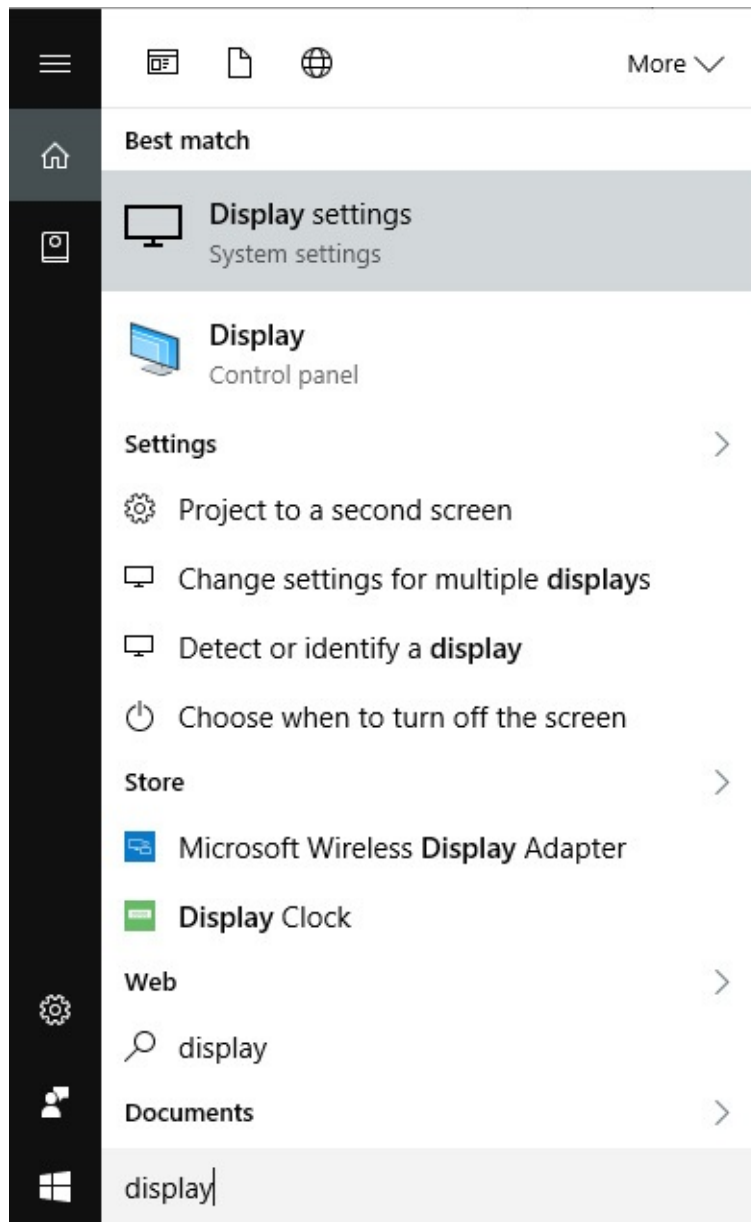 More
Best match
Display settings
System settings
Display
Control panel
Settings
Project to a second screen
Change settings for multiple displays
Detect or identify a display
Choose when to turn off the screen
Store
Microsoft Wireless Display Adapter
Display Clock
Web
display
Documents
display